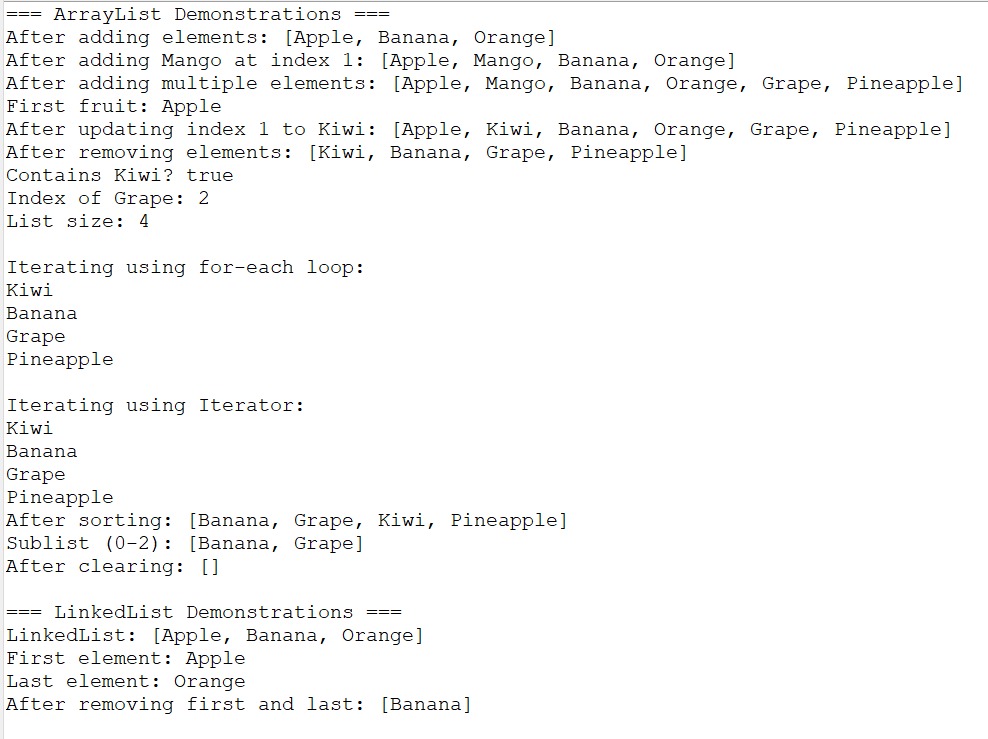 === ArrayList Demonstrations ===
After adding elements: [Apple, Banana, Orange]
After adding Mango at index 1: [Apple, Mango, Banana, Orange]
After adding multiple elements: [Apple, Mango, Banana, Orange, Grape, Pineapple]
First fruit: Apple
After updating index 1 to Kiwi: [Apple, Kiwi, Banana, Orange, Grape, Pineapple]
After removing elements: [Kiwi, Banana, Grape, Pineapple]
Contains Kiwi? true
Index of Grape: 2
List size: 4

Iterating using for-each loop:
Kiwi
Banana
Grape
Pineapple

Iterating using Iterator:
Kiwi
Banana
Grape
Pineapple
After sorting: [Banana, Grape, Kiwi, Pineapple]
Sublist (0-2): [Banana, Grape]
After clearing: []

=== LinkedList Demonstrations ===
LinkedList: [Apple, Banana, Orange]
First element: Apple
Last element: Orange
After removing first and last: [Banana]